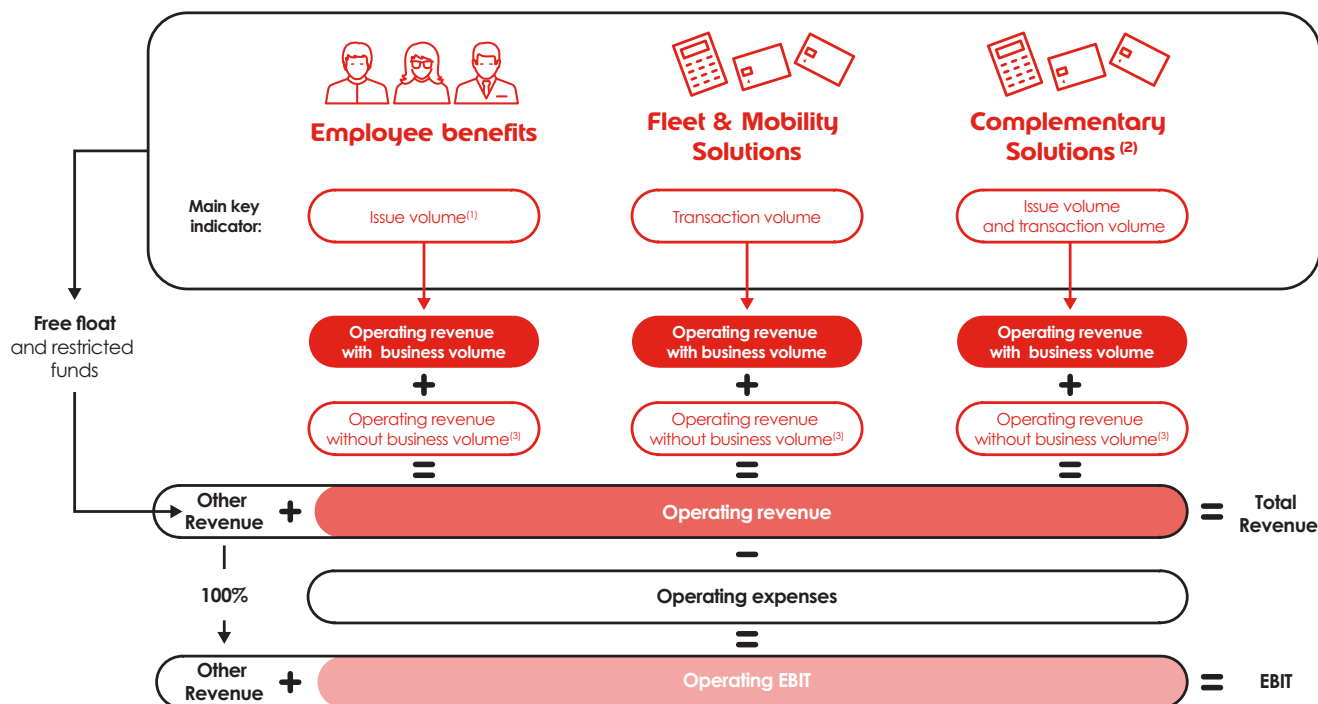 Employee benefits
Fleet & Mobility
Solutions
Complementary
Solutions (2)
Main key
indicator:
Issue volume(1)
Transaction volume
Issue volume
and transaction volume
Free float
and restricted
funds
Operating revenue
with business volume
Operating revenue
with business volume
Operating revenue
with business volume
+
+
+
Operating revenue
without business volume(3)
Operating revenue
without business volume(3)
Operating revenue
without business volume(3)
=
=
=
Other
Revenue
+
Operating revenue
=
Total
Revenue
–
100%
Operating expenses
=
Other
Revenue
+
Operating EBIT
=
EBIT